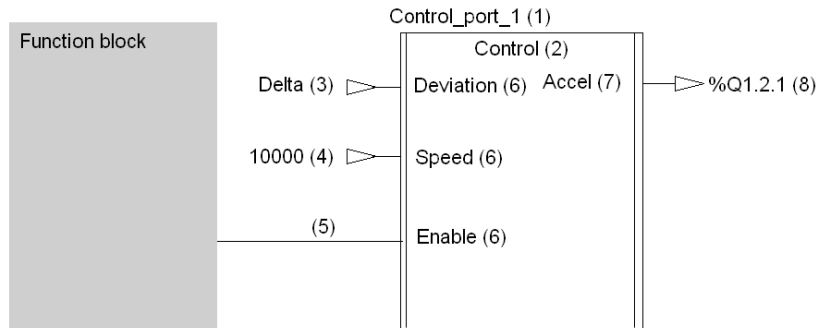 Control_port_1 (1)
Function block
Control (2)
Delta (3)
Deviation (6)
Accel (7)
%Q1.2.1 (8)
10000 (4)
Speed (6)
(5)
Enable (6)